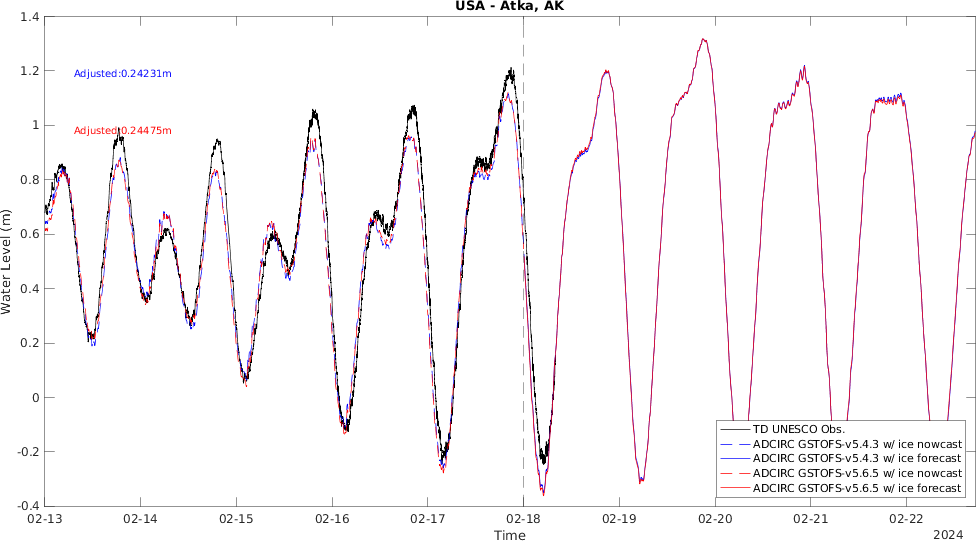 USA - Atka, AK
1.4
1.2
1
0.8
0.6
0.4
0.2
0
-0.2
-0.4
Water Level (m)
Adjusted:0.24231m
Adjusted:0.24475m
TD UNESCO Obs.
ADCIRC GSTOFS-v5.4.3 w/ ice nowcast
ADCIRC GSTOFS-v5.4.3 w/ ice forecast
ADCIRC GSTOFS-v5.6.5 w/ ice nowcast
ADCIRC GSTOFS-v5.6.5 w/ ice forecast
02-13 02-14 02-15 02-16 02-17 02-18 02-19 02-20 02-21 02-22
Time
2024